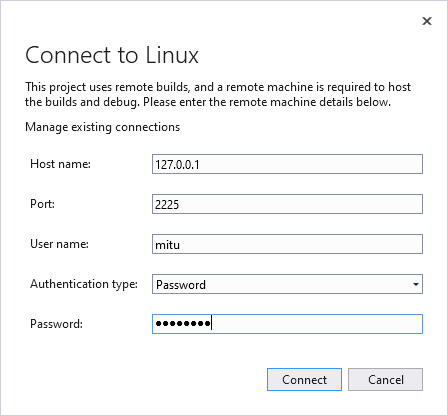 Connect to Linux
This project uses remote builds, and a remote machine is required to host
the builds and debug. Please enter the remote machine details below.
Manage existing connections
Host name: 127.0.0.1
Port: 2225
User name: mitu
Authentication type: Password
Password: ●●●●●●●●
Connect Cancel